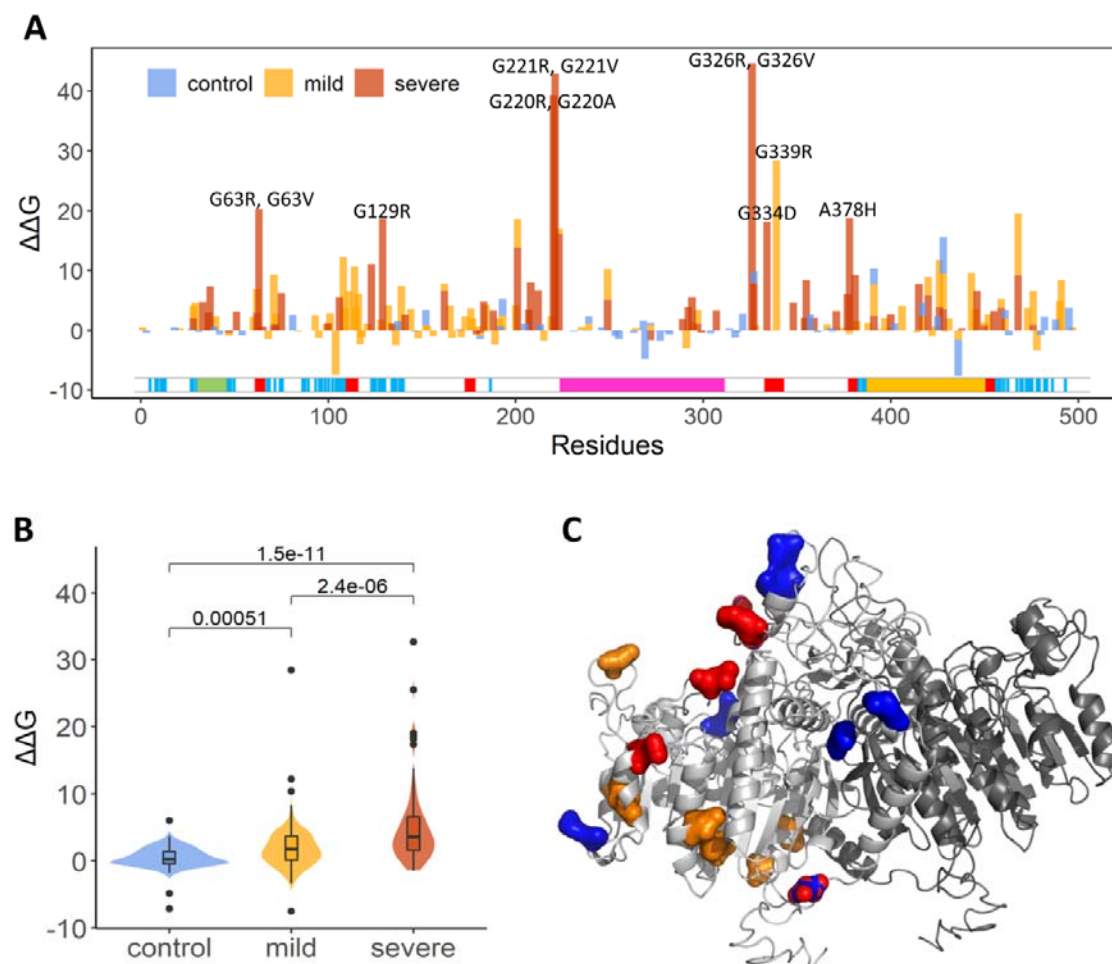 A
control mild severe
G221R, G221V
G220R, G220A
G326R, G326V
G339R
G63R, G63V
G129R
G334D
A378H
ΔΔG
40
30
20
10
0
-10
0 100 200 300 400 500
Residues
B
1.5e-11
2.4e-06
0.00051
ΔΔG
40
30
20
10
0
-10
control mild severe
C